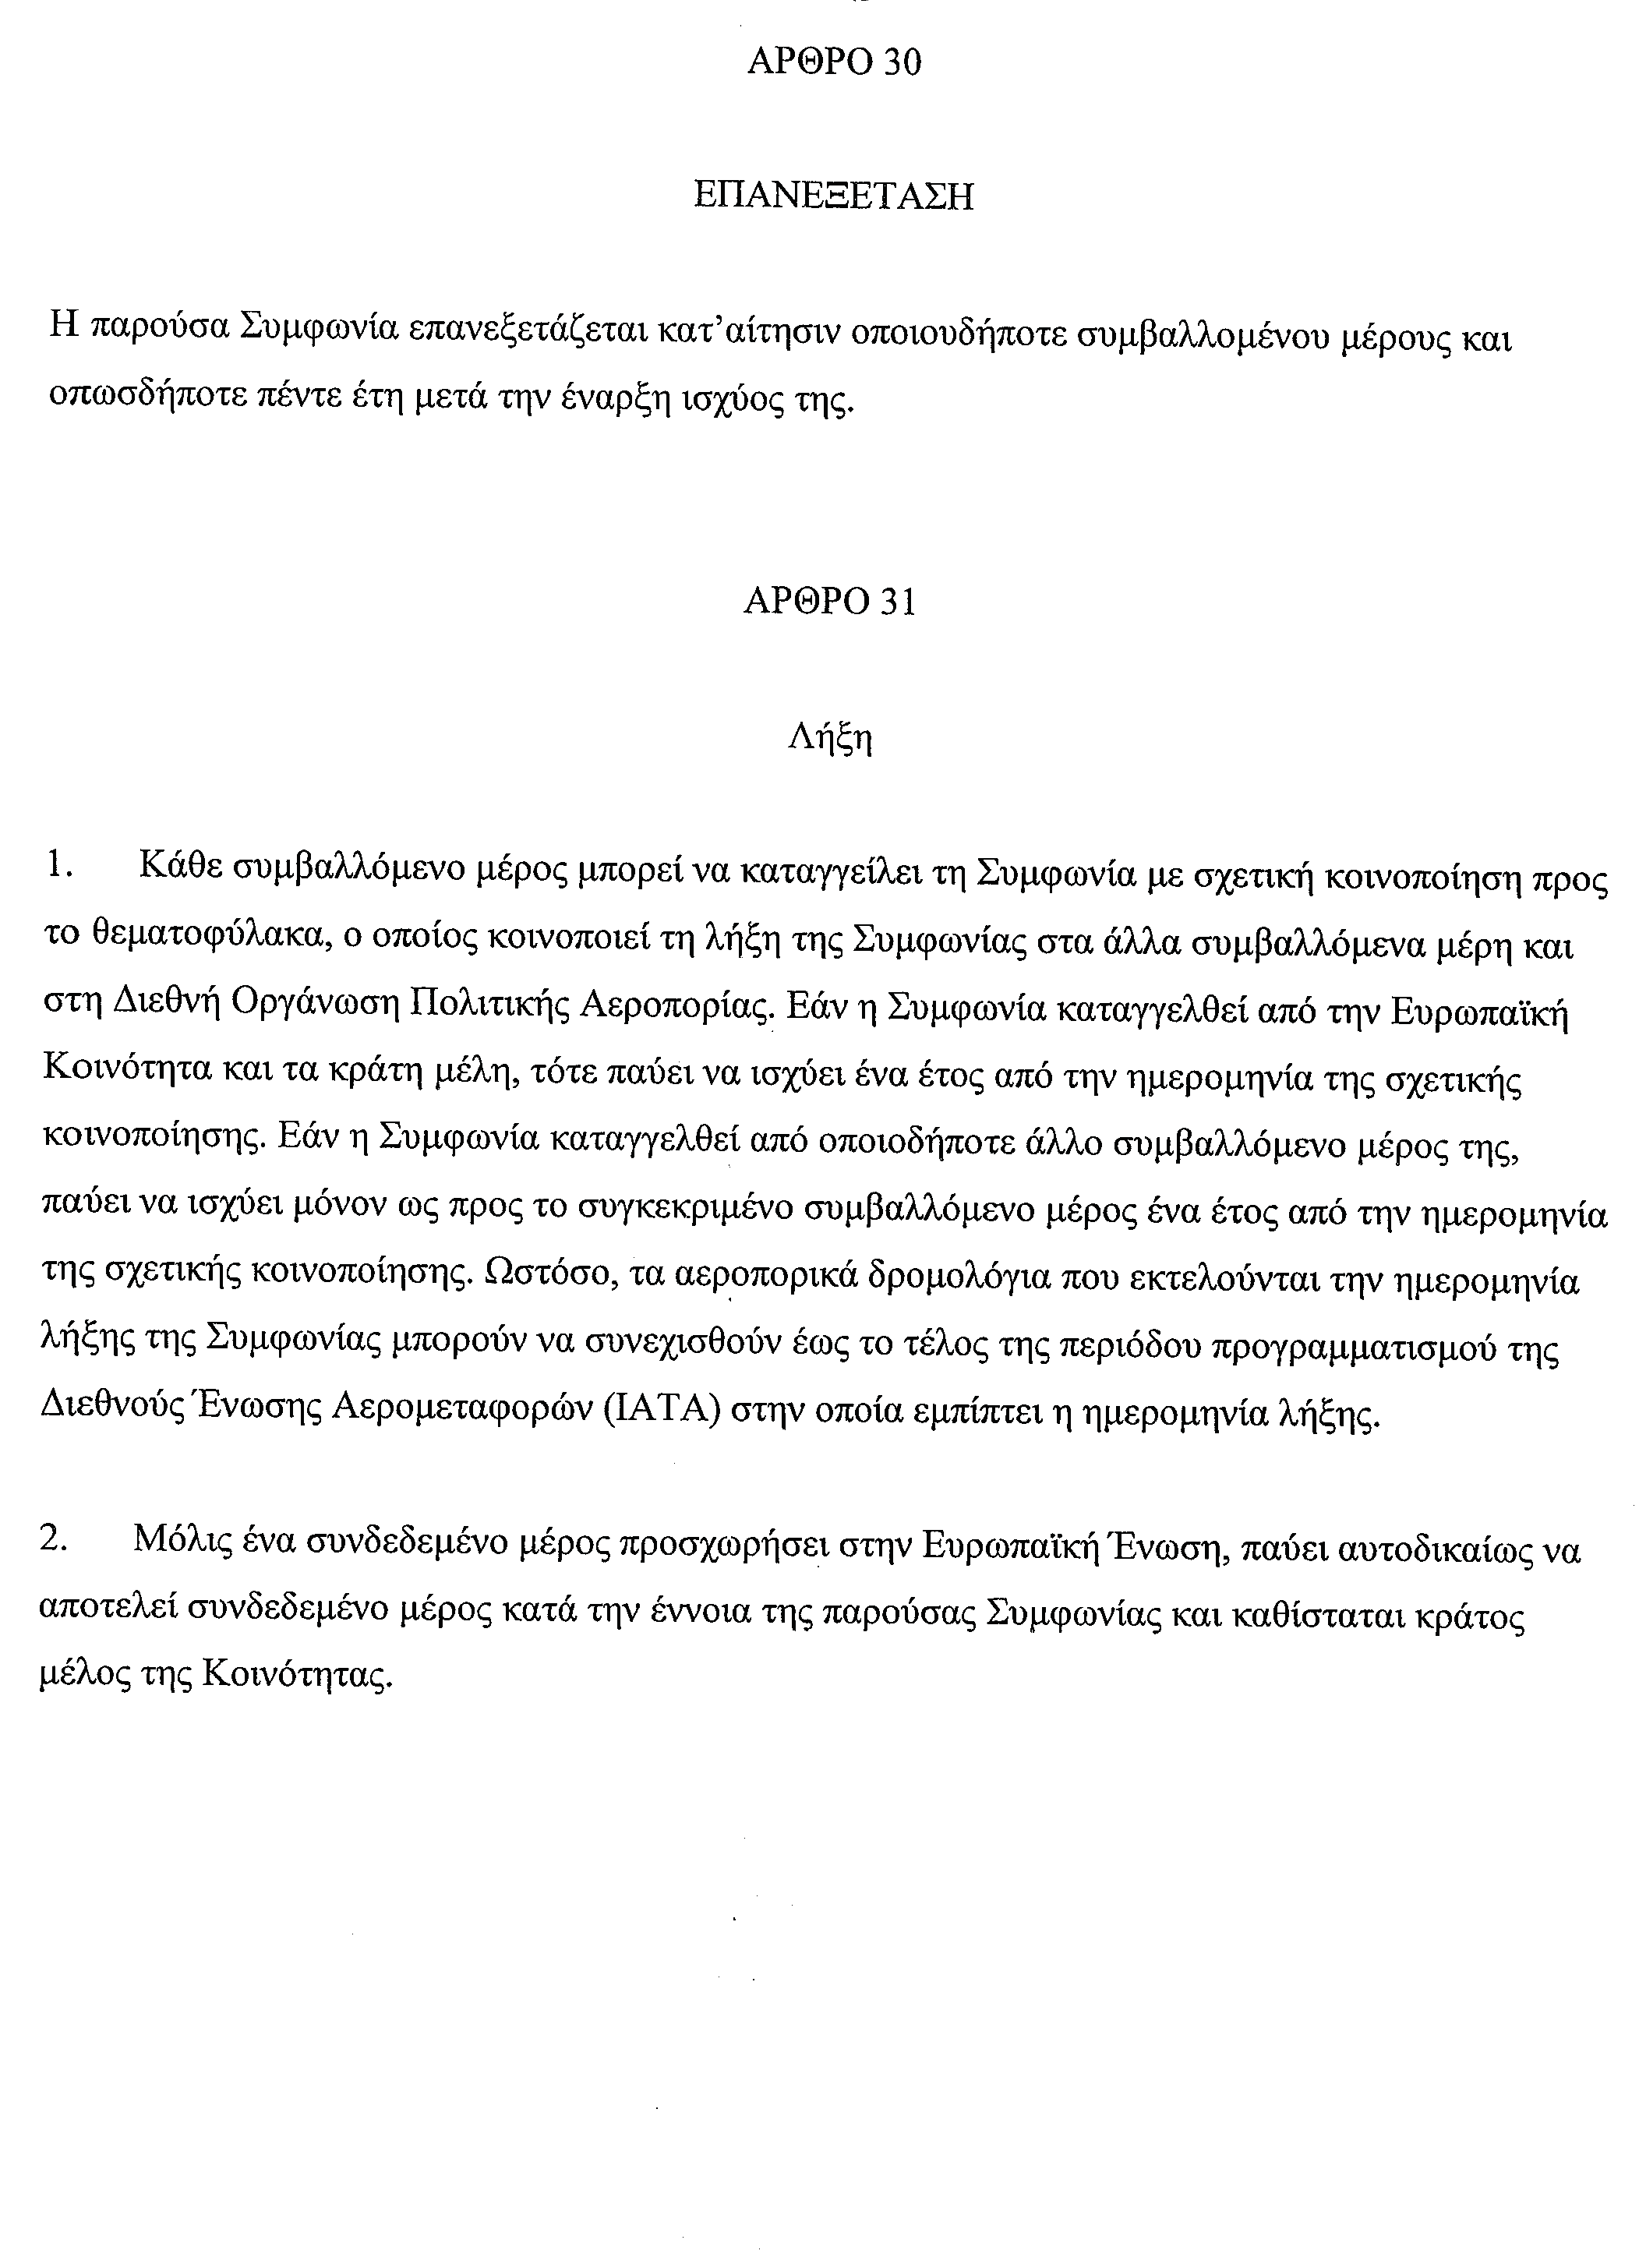 ΑΡΘΡΟ 30
ΕΠΑΝΕΞΕΤΑΣΗ
Η παρούσα Συμφωνία επανεξετάζεται κατ’αίτησιν οποιουδήποτε συμβαλλομένου μέρους και
οπωσδήποτε πέντε έτη μετά την έναρξη ισχύος της.
ΑΡΘΡΟ 31
Λήξη
1. Κάθε συμβαλλόμενο μέρος μπορεί να καταγγείλει τη Συμφωνία με σχετική κοινοποίηση προς
το θεματοφύλακα, ο οποίος κοινοποιεί τη λήξη της Συμφωνίας στα άλλα συμβαλλόμενα μέρη και
στη Διεθνή Οργάνωση Πολιτικής Αεροπορίας. Εάν η Συμφωνία καταγγελθεί από την Ευρωπαϊκή
Κοινότητα και τα κράτη μέλη, τότε παύει να ισχύει ένα έτος από την ημερομηνία της σχετικής
κοινοποίησης. Εάν η Συμφωνία καταγγελθεί από οποιοδήποτε άλλο συμβαλλόμενο μέρος της,
παύει να ισχύει μόνον ως προς το συγκεκριμένο συμβαλλόμενο μέρος ένα έτος από την ημερομηνία
της σχετικής κοινοποίησης. Ωστόσο, τα αεροπορικά δρομολόγια που εκτελούνται την ημερομηνία
λήξης της Συμφωνίας μπορούν να συνεχισθούν έως το τέλος της περιόδου προγραμματισμού της
Διεθνούς Ένωσης Αερομεταφορών (ΙΑΤΑ) στην οποία εμπίπτει η ημερομηνία λήξης.
2. Μόλις ένα συνδεδεμένο μέρος προσχωρήσει στην Ευρωπαϊκή Ένωση, παύει αυτοδικαίως να
αποτελεί συνδεδεμένο μέρος κατά την έννοια της παρούσας Συμφωνίας και καθίσταται κράτος
μέλος της Κοινότητας.